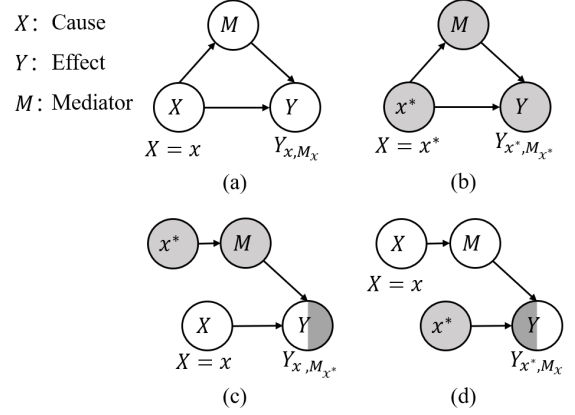 X: Cause
Y: Effect
M: Mediator
M
X
Y
X = x
Y_{x,M_x}
(a)
M
x*
Y
X = x*
Y_{x*,M_{x*}}
(b)
x*
M
X
Y
X = x
Y_{x,M_{x*}}
(c)
X
M
X = x
x*
Y
Y_{x*,M_x}
(d)